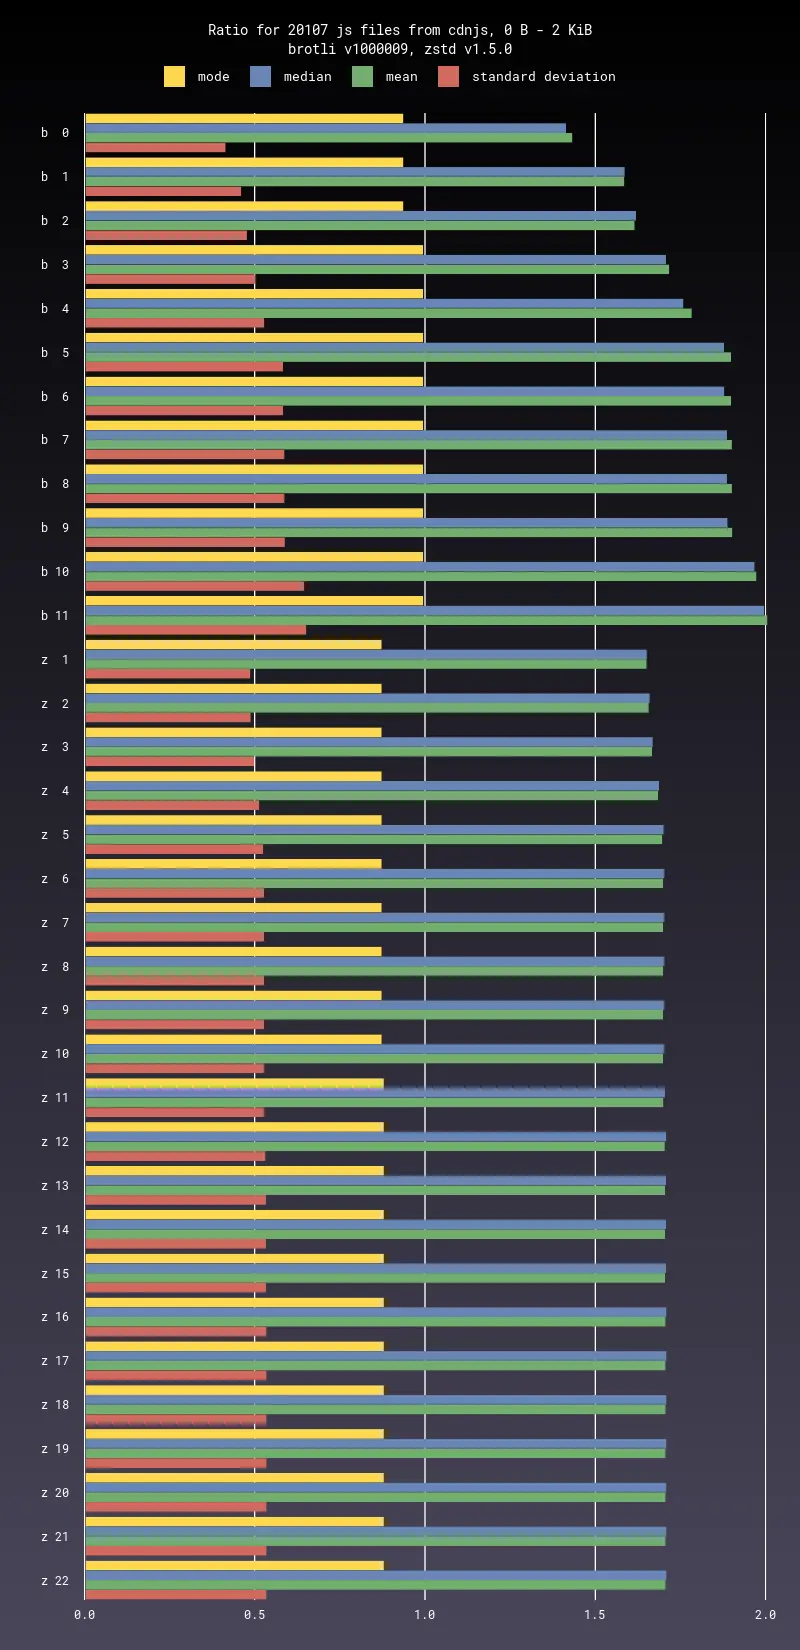 Ratio for 20107 js files from cdnjs, 0 B - 2 KiB
brotli v1000009, zstd v1.5.0
mode median mean standard deviation
b 0
b 1
b 2
b 3
b 4
b 5
b 6
b 7
b 8
b 9
b 10
b 11
z 1
z 2
z 3
z 4
z 5
z 6
z 7
z 8
z 9
z 10
z 11
z 12
z 13
z 14
z 15
z 16
z 17
z 18
z 19
z 20
z 21
z 22
0.0 0.5 1.0 1.5 2.0